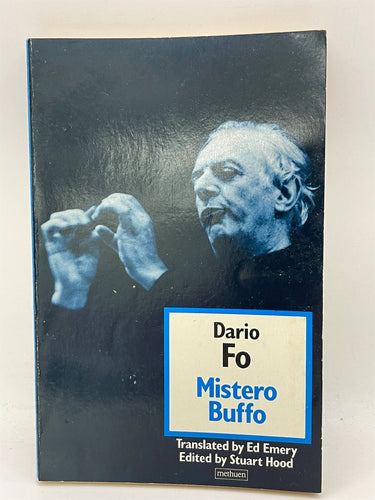 Dario
Fo
Mistero
Buffo
Translated by Ed Emery
Edited by Stuart Hood
methuen